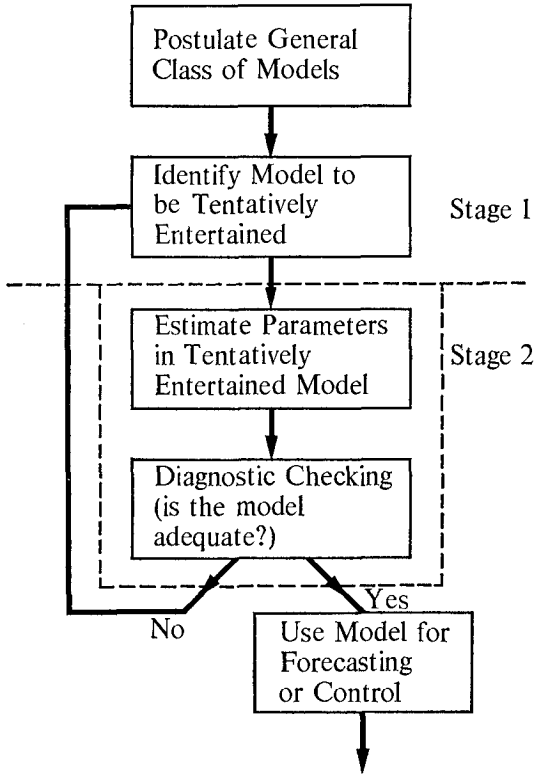 Postulate General
Class of Models
Identify Model to
be Tentatively
Entertained
Stage 1
Estimate Parameters
in Tentatively
Entertained Model
Stage 2
Diagnostic Checking
(is the model
adequate?)
No
Yes
Use Model for
Forecasting
or Control